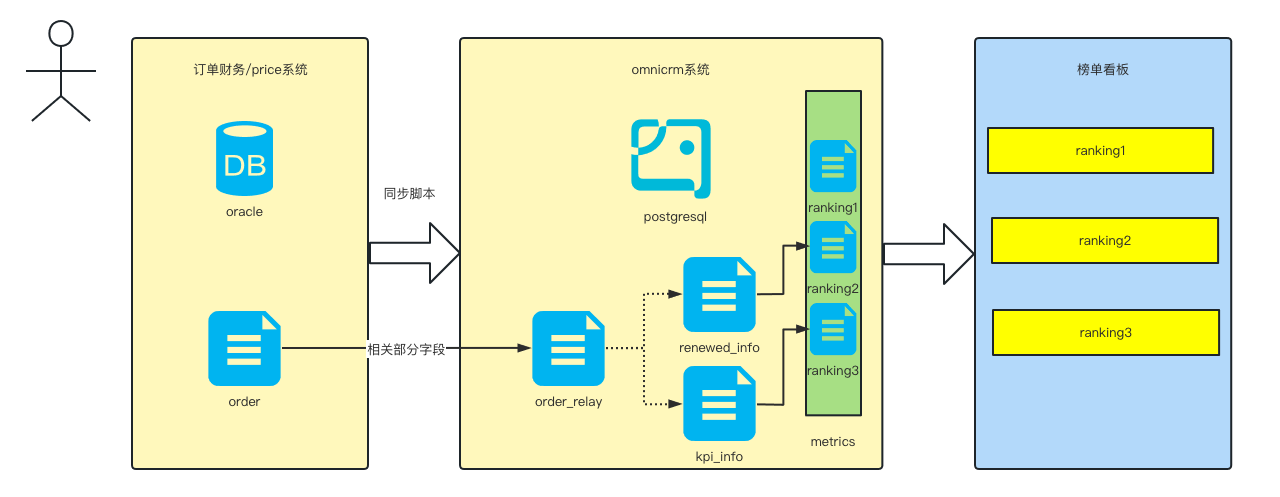 订单财务/price系统
DB
oracle
order
同步脚本
相关部分字段
omnicrm系统
postgresql
order_relay
renewed_info
kpi_info
ranking1
ranking2
ranking3
metrics
榜单看板
ranking1
ranking2
ranking3